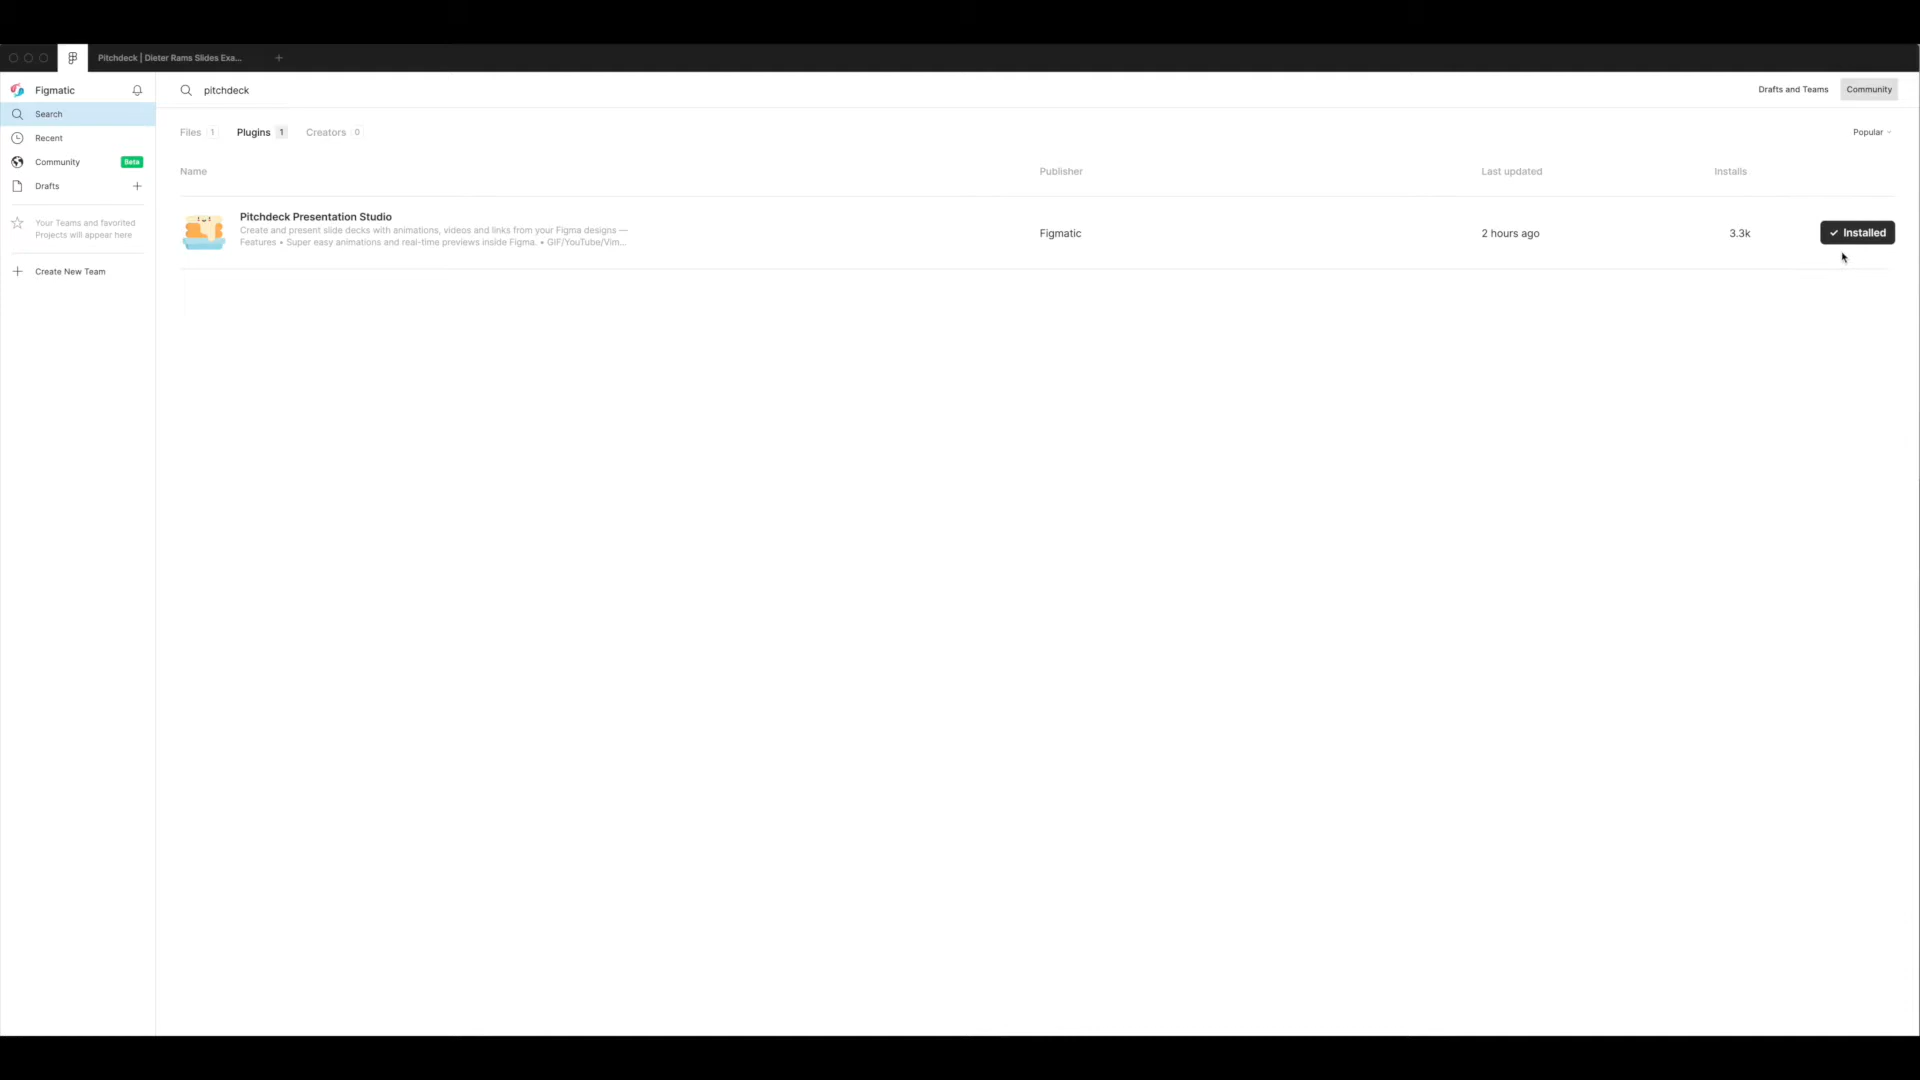 Pitchdeck | Dieter Rams Slides Exa...
Figmatic
pitchdeck
Drafts and Teams
Community
Search
Recent
Community Beta
Drafts
Your Teams and favorited
Projects will appear here
Create New Team
Files 1
Plugins 1
Creators 0
Popular
Name
Publisher
Last updated
Installs
Pitchdeck Presentation Studio
Create and present slide decks with animations, videos and links from your Figma designs —
Features • Super easy animations and real-time previews inside Figma. • GIF/YouTube/Vim...
Figmatic
2 hours ago
3.3k
Installed